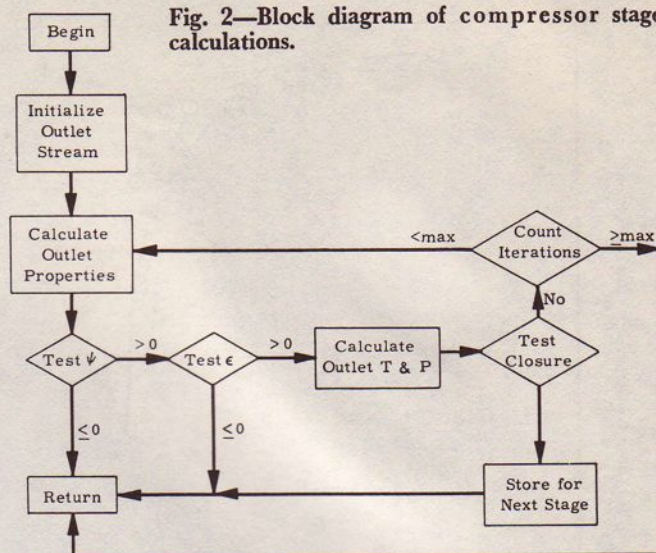 Fig. 2—Block diagram of compressor stage
calculations.
Begin
Initialize
Outlet
Stream
Calculate
Outlet
Properties
<max
Count
Iterations
≥max
No
Test ψ
>0
Test ϵ
>0
Calculate
Outlet T & P
Test
Closure
≤0
≤0
Return
Store for
Next Stage